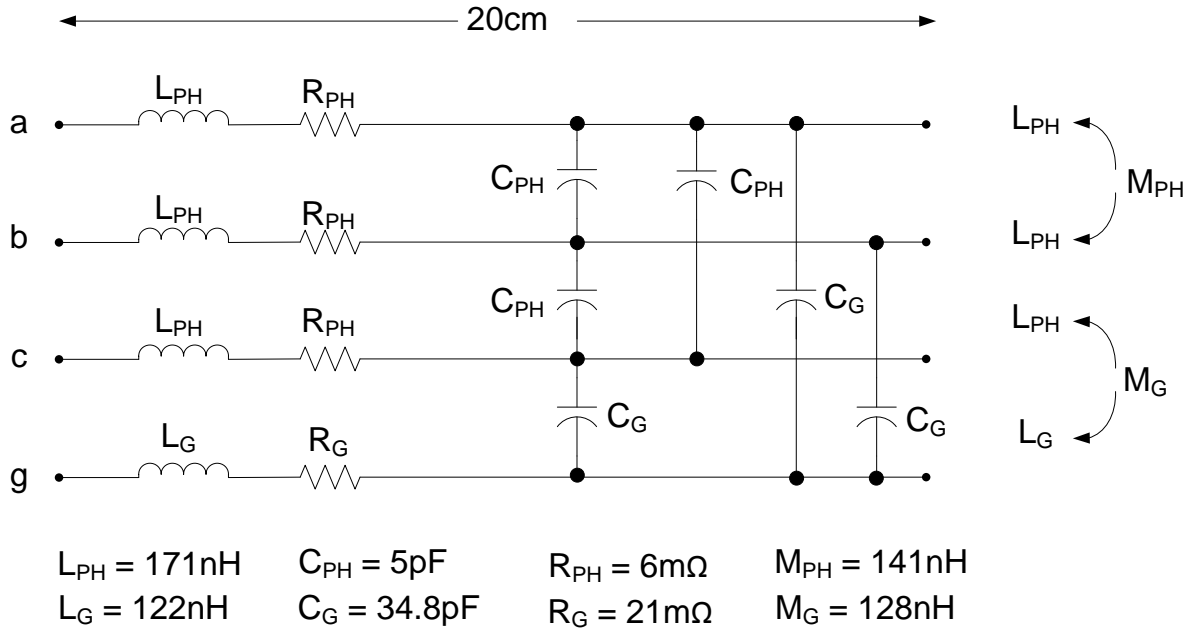 20cm
L_PH R_PH
a
C_PH C_PH
L_PH
M_PH
L_PH R_PH
b
L_PH
C_PH C_G
L_PH R_PH
L_PH
c
M_G
C_G C_G
L_G R_G
L_G
g
L_PH = 171nH C_PH = 5pF R_PH = 6mΩ M_PH = 141nH
L_G = 122nH C_G = 34.8pF R_G = 21mΩ M_G = 128nH